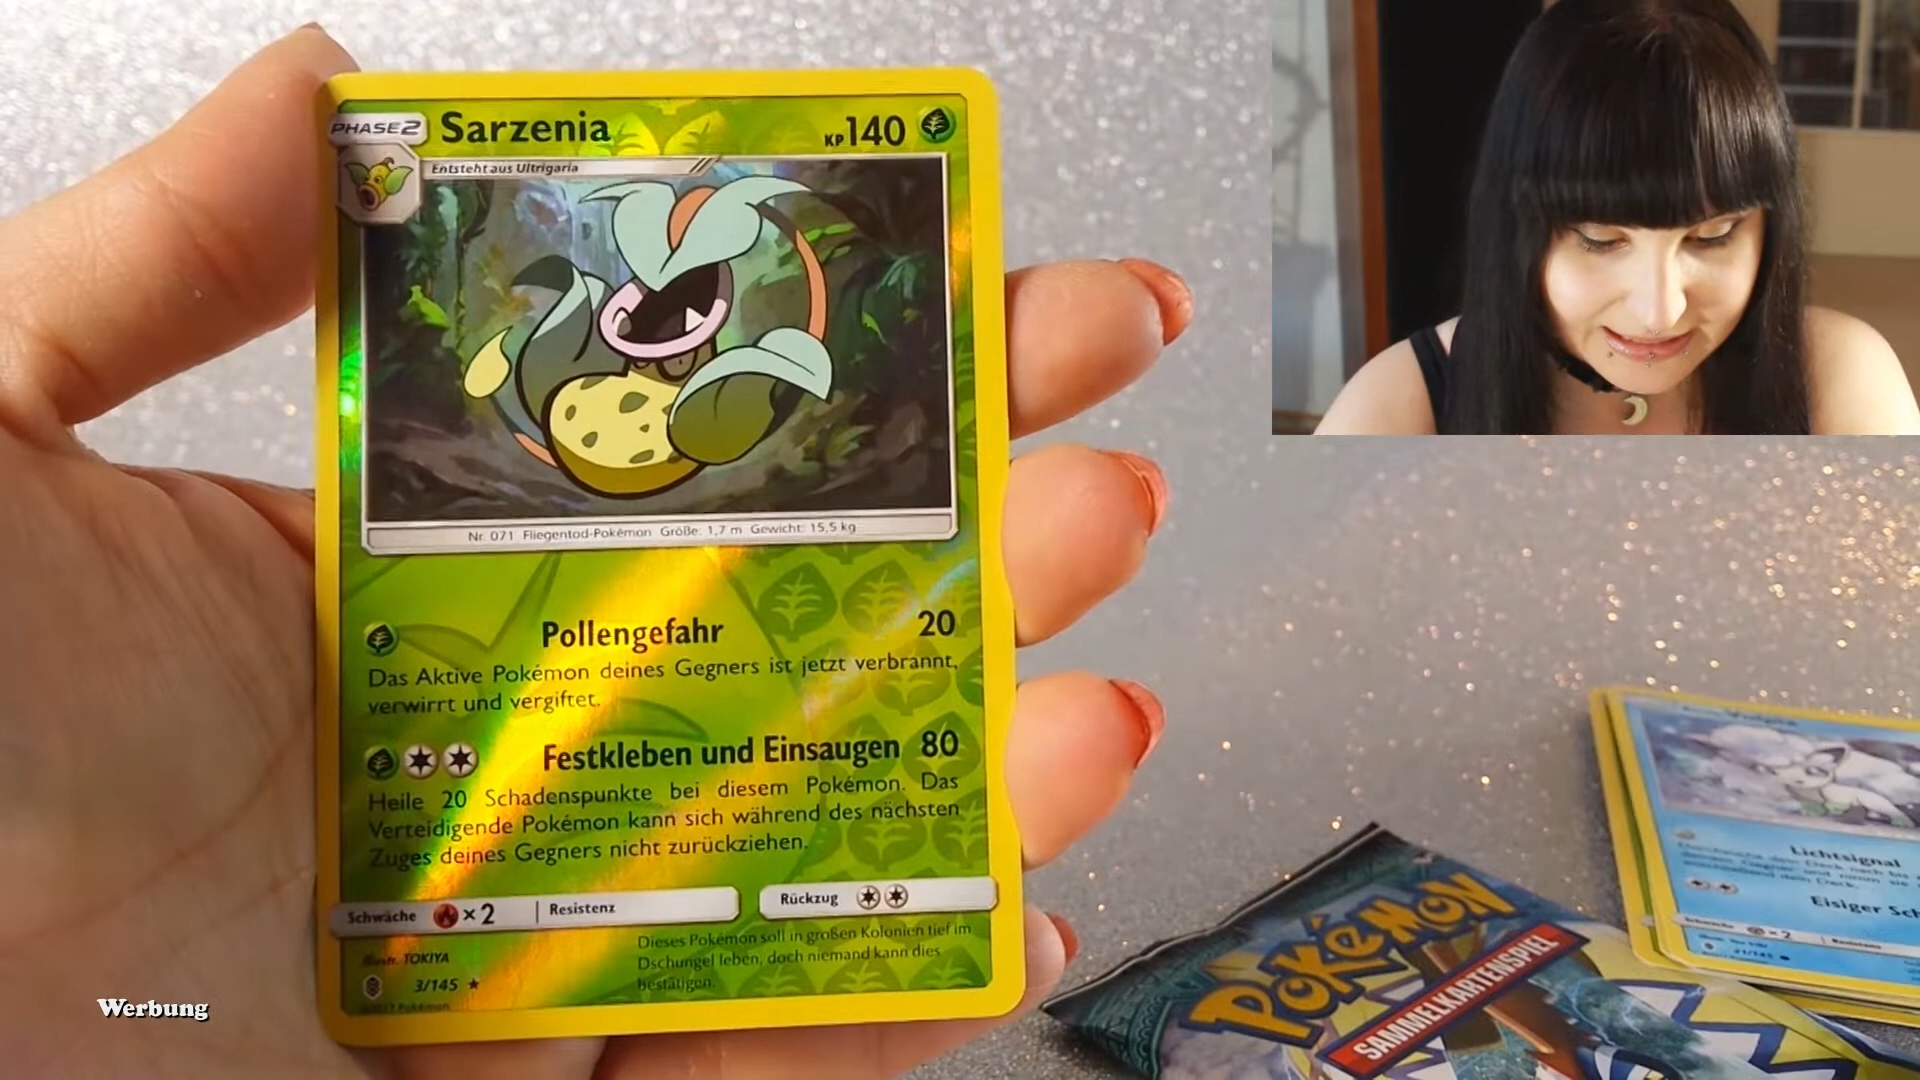 PHASE 2 Sarzenia KP 140
Entsteht aus Ultrigaria
Nr. 071 Fliegentod-Pokémon Größe: 1,7 m Gewicht: 15,5 kg
Pollengefahr 20
Das Aktive Pokémon deines Gegners ist jetzt verbrannt,
verwirrt und vergiftet.
Festkleben und Einsaugen 80
Heile 20 Schadenspunkte bei diesem Pokémon. Das
Verteidigende Pokémon kann sich während des nächsten
Zuges deines Gegners nicht zurückziehen.
Schwäche ×2 Resistenz Rückzug
Illustr. TOKIYA
3/145
Dieses Pokémon soll in großen Kolonien tief im
Dschungel leben, doch niemand kann dies
bestätigen.
Werbung
POKÉMON
SAMMELKARTENSPIEL
Lichtsignal
Eisiger
×2
21/145